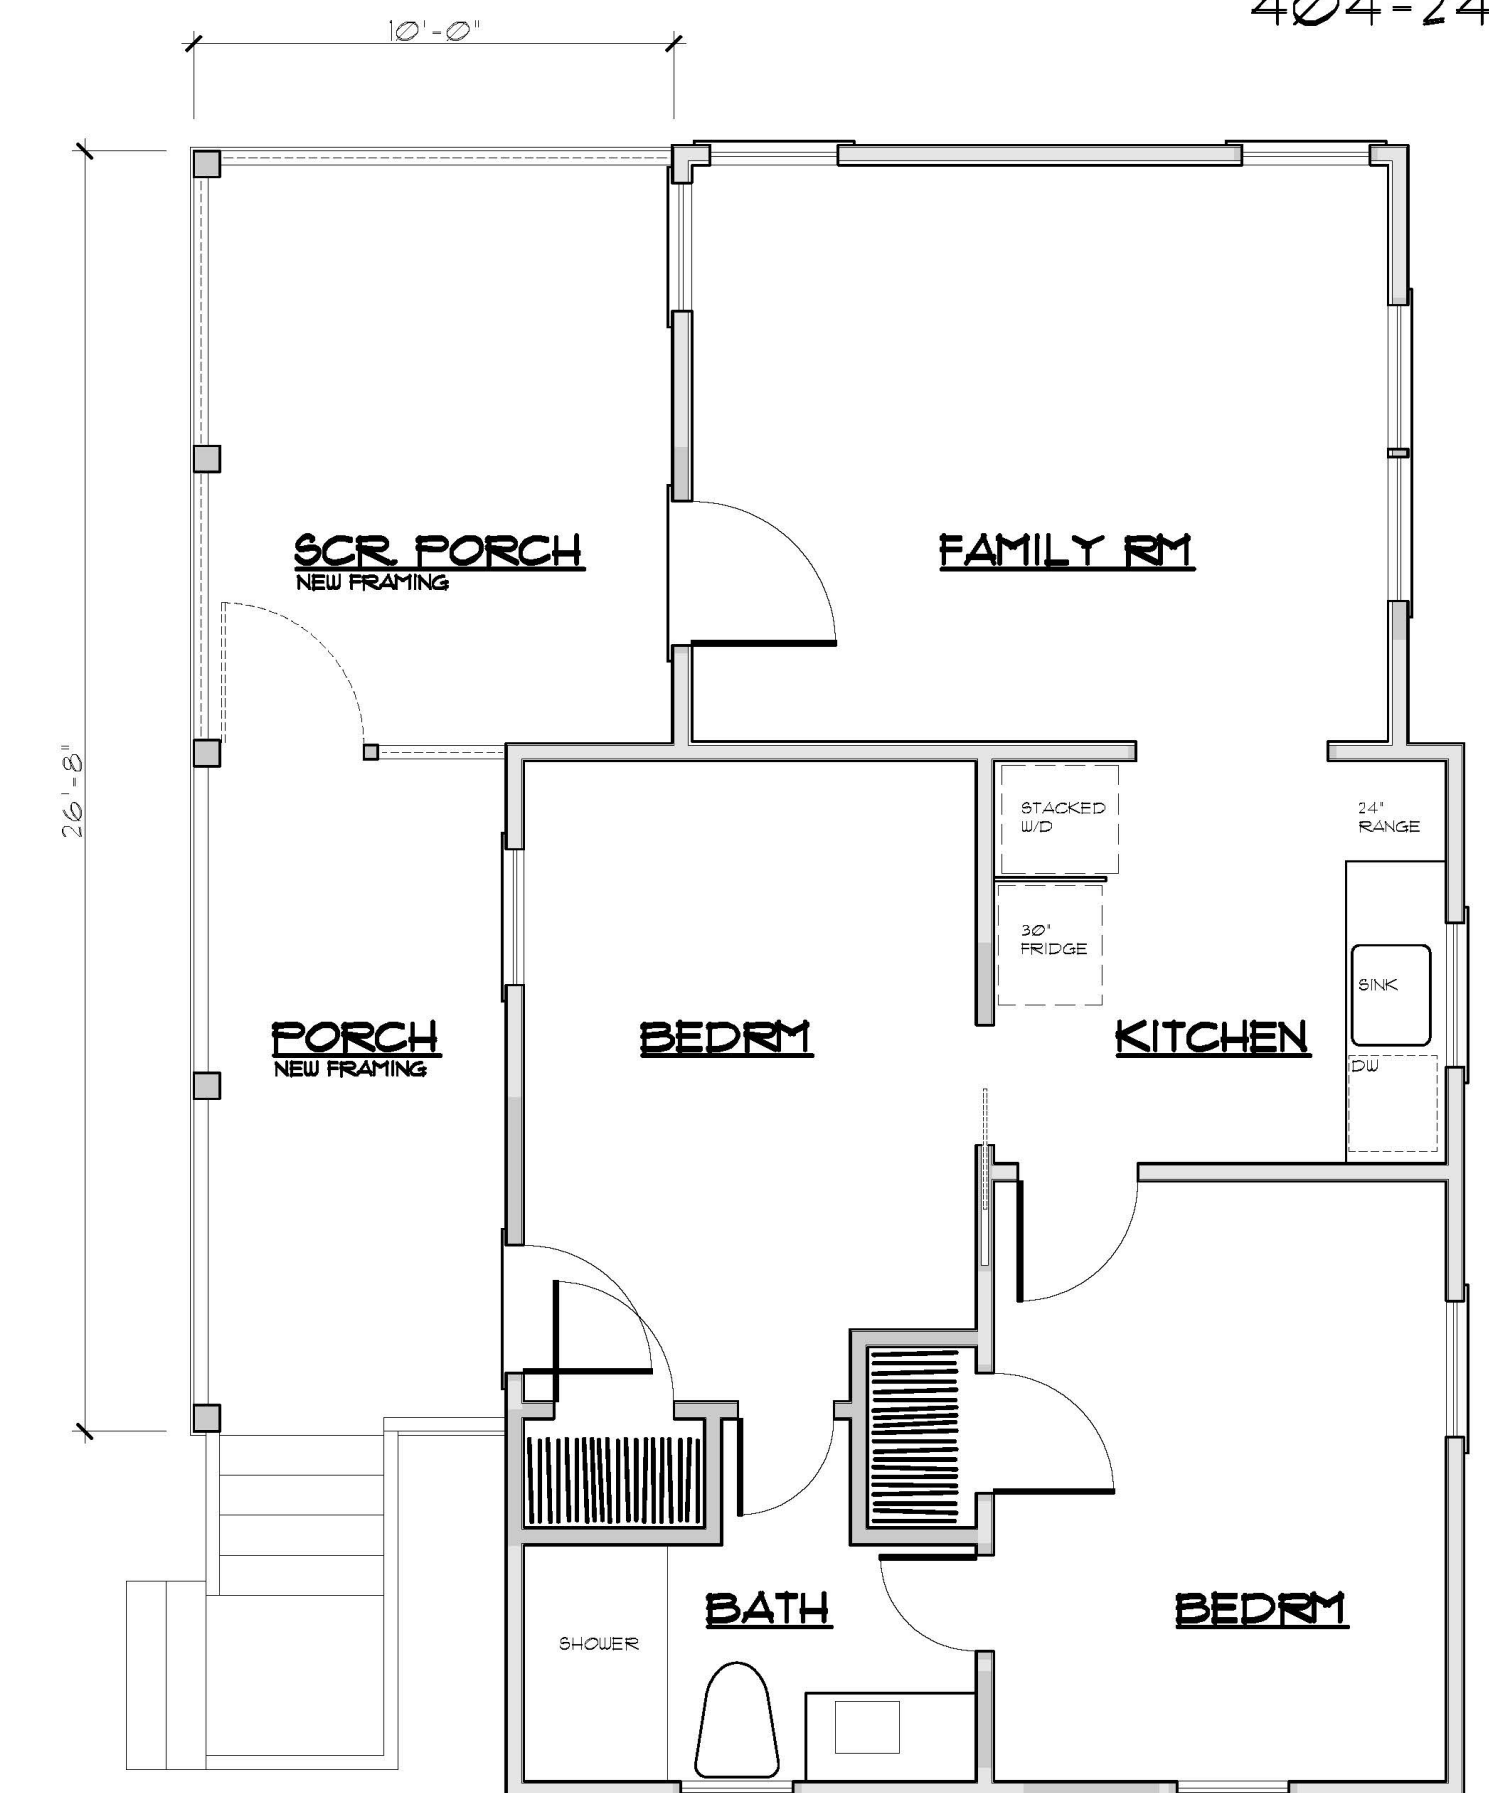 404-24
10'-0"
SCR. PORCH
NEW FRAMING
FAMILY RM
26'-8"
STACKED
W/D
24"
RANGE
30"
FRIDGE
SINK
PORCH
NEW FRAMING
BEDRM
KITCHEN
DW
BATH
BEDRM
SHOWER